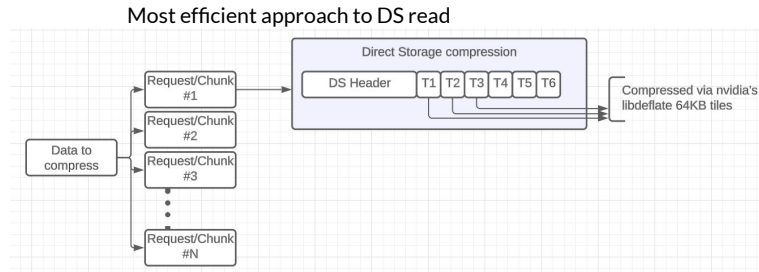 Most efficient approach to DS read
Direct Storage compression
Request/Chunk
#1
DS Header
T1
T2
T3
T4
T5
T6
Compressed via nvidia's
libdeflate 64KB tiles
Request/Chunk
#2
Data to
compress
Request/Chunk
#3
Request/Chunk
#N